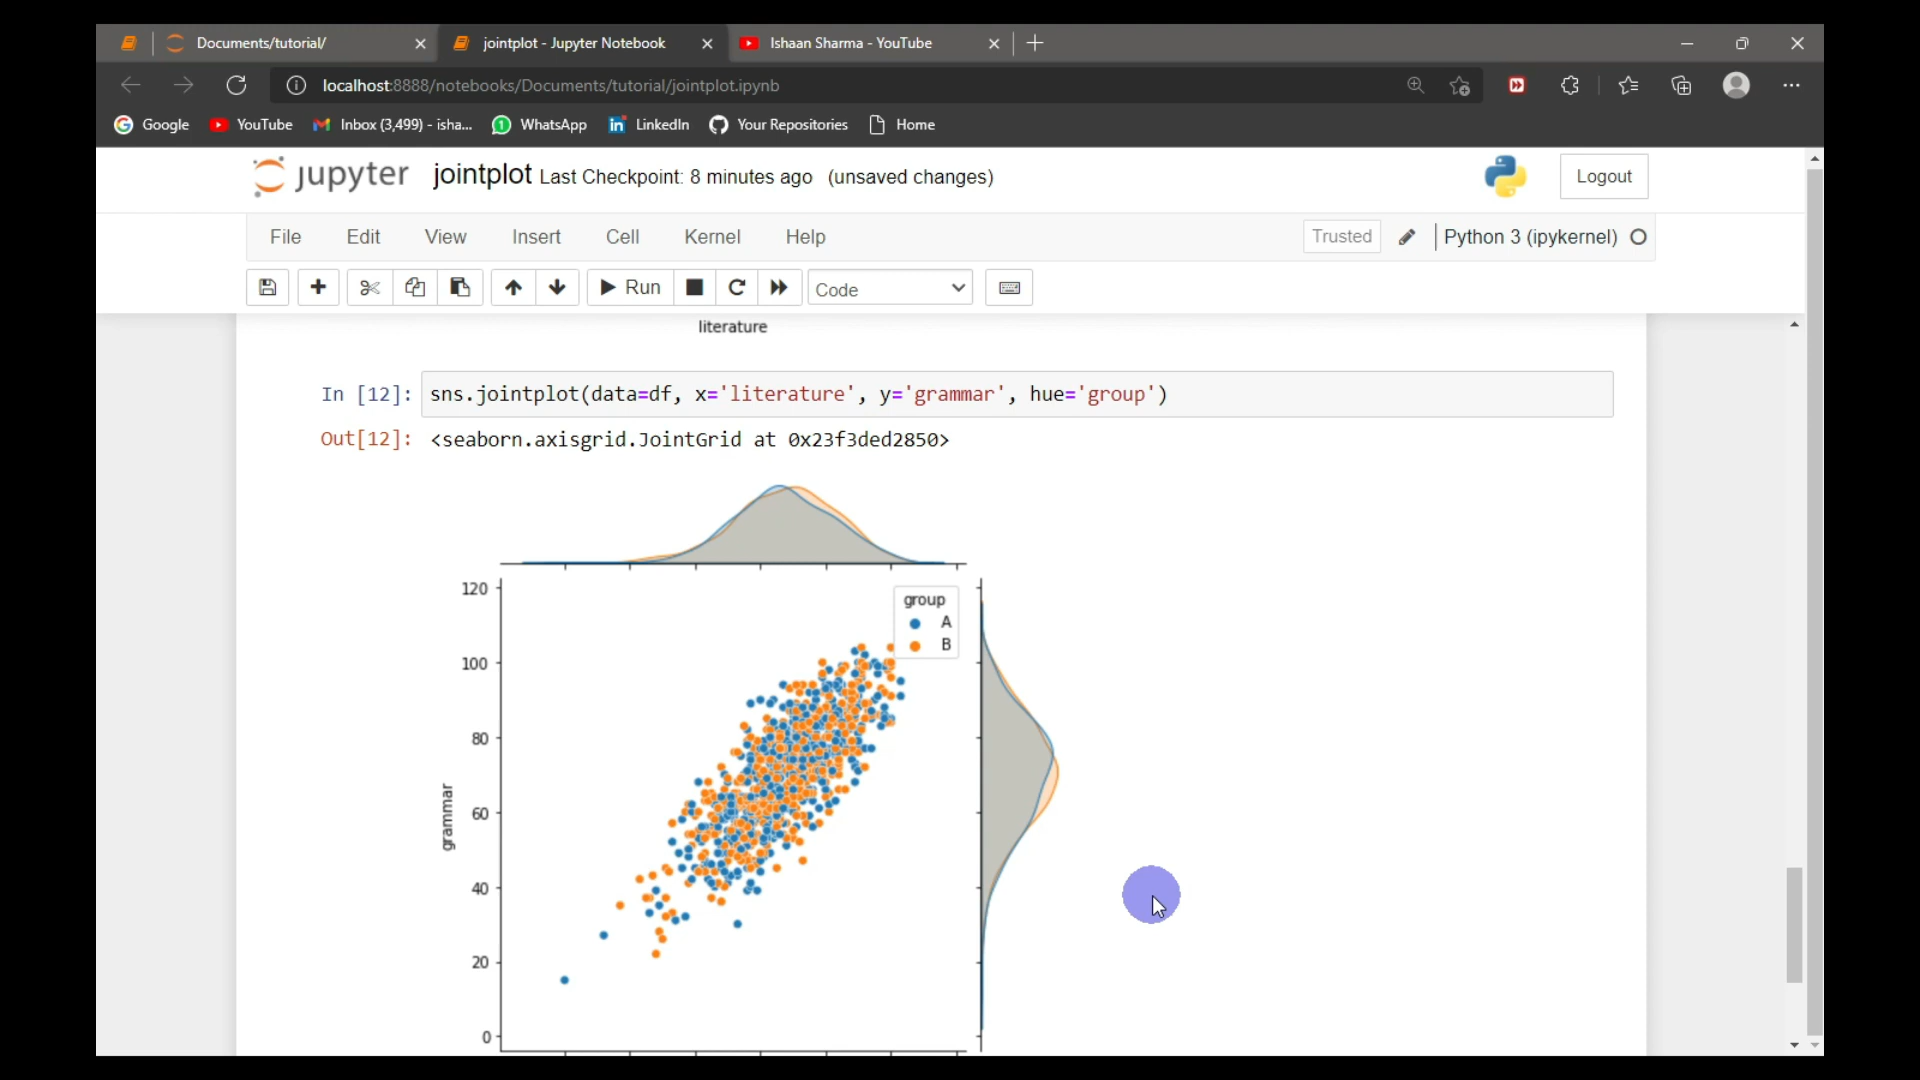 Documents/tutorial/
jointplot - Jupyter Notebook
Ishaan Sharma - YouTube
localhost:8888/notebooks/Documents/tutorial/jointplot.ipynb
Google
YouTube
Inbox (3,499) - isha...
WhatsApp
LinkedIn
Your Repositories
Home
jupyter jointplot Last Checkpoint: 8 minutes ago (unsaved changes)
Logout
File Edit View Insert Cell Kernel Help
Trusted
Python 3 (ipykernel)
Run
Code
literature
In [12]: sns.jointplot(data=df, x='literature', y='grammar', hue='group')
Out[12]: <seaborn.axisgrid.JointGrid at 0x23f3ded2850>
120
group
A
B
100
80
grammar
60
40
20
0